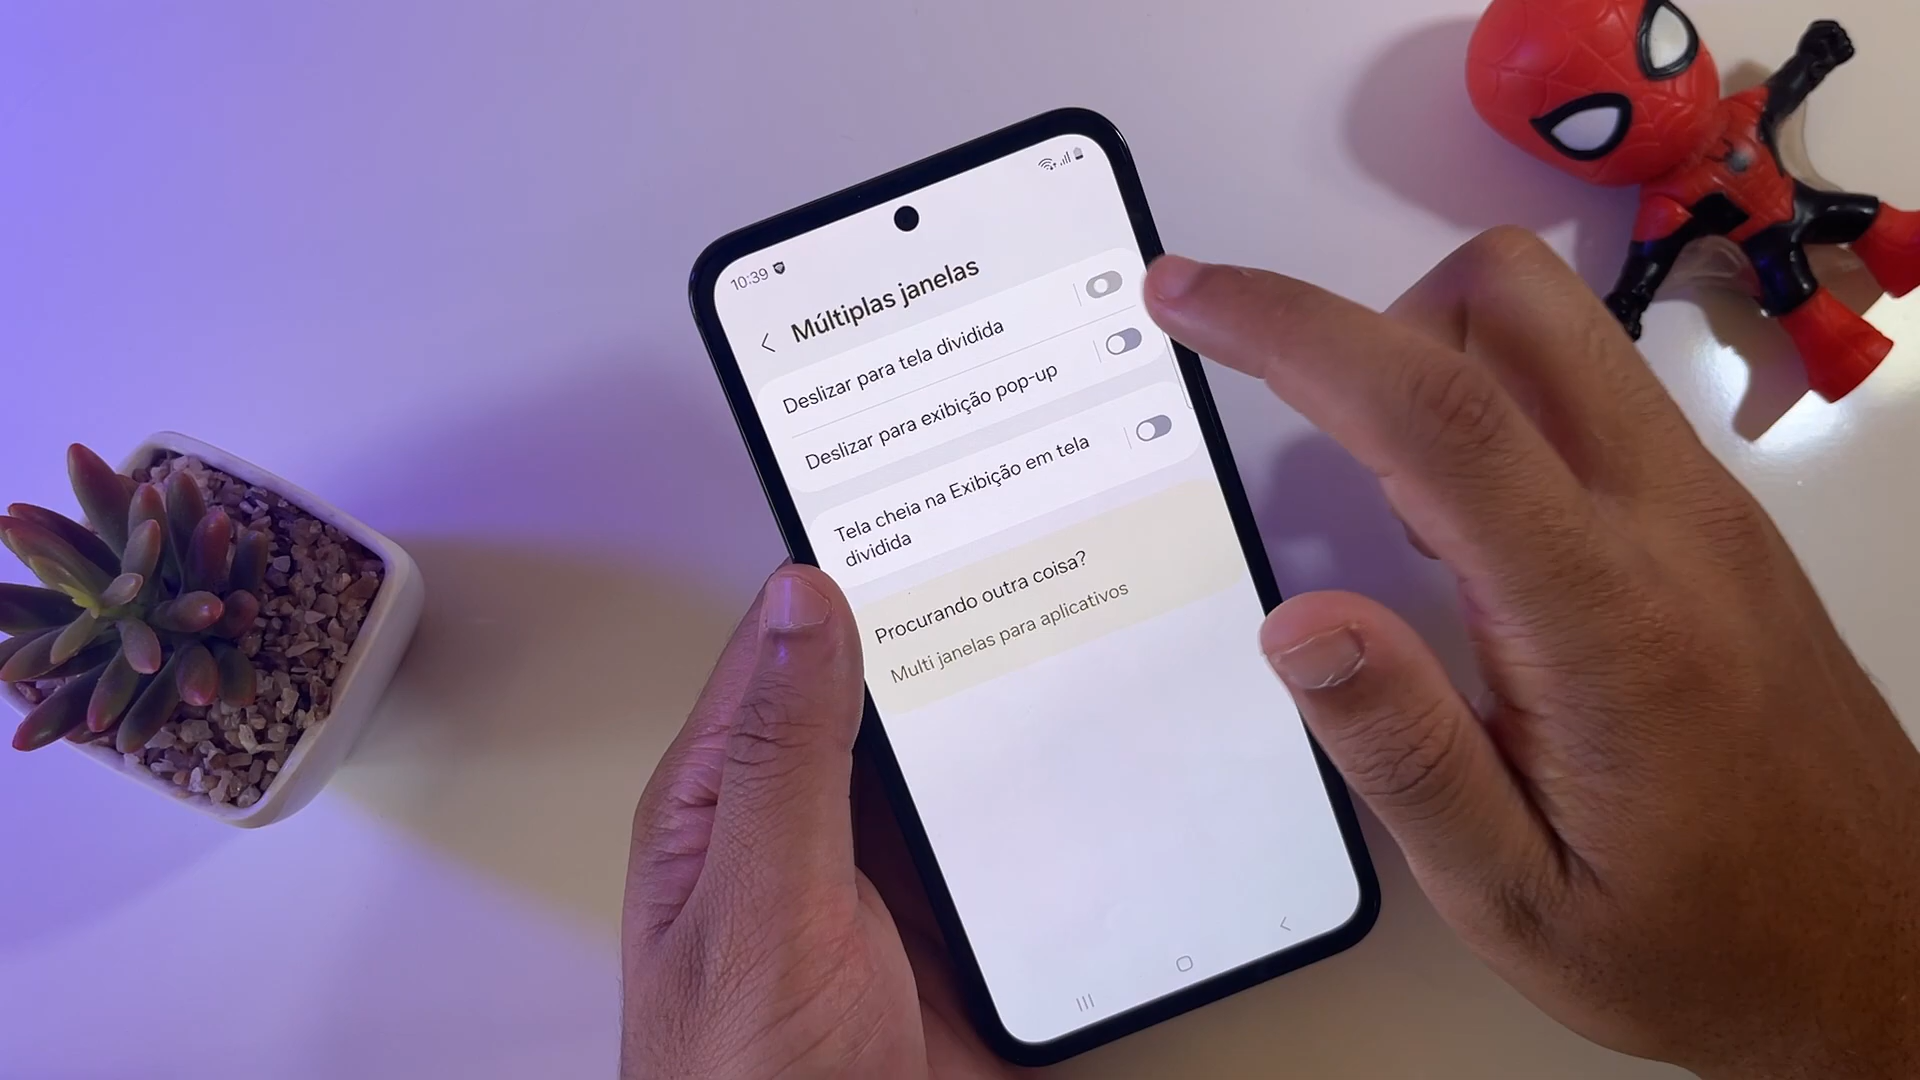 10:39
Múltiplas janelas
Deslizar para tela dividida
Deslizar para exibição pop-up
Tela cheia na Exibição em tela
dividida
Procurando outra coisa?
Multi janelas para aplicativos